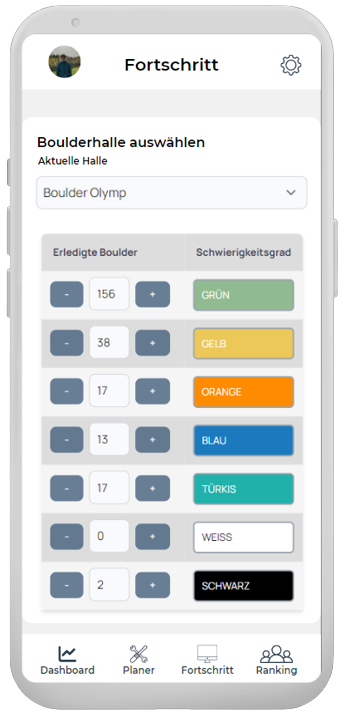 Fortschritt
Boulderhalle auswählen
Aktuelle Halle
Boulder Olymp
Erledigte Boulder Schwierigkeitsgrad
- 156 + GRÜN
- 38 + GELB
- 17 + ORANGE
- 13 + BLAU
- 17 + TÜRKIS
- 0 + WEISS
- 2 + SCHWARZ
Dashboard Planer Fortschritt Ranking